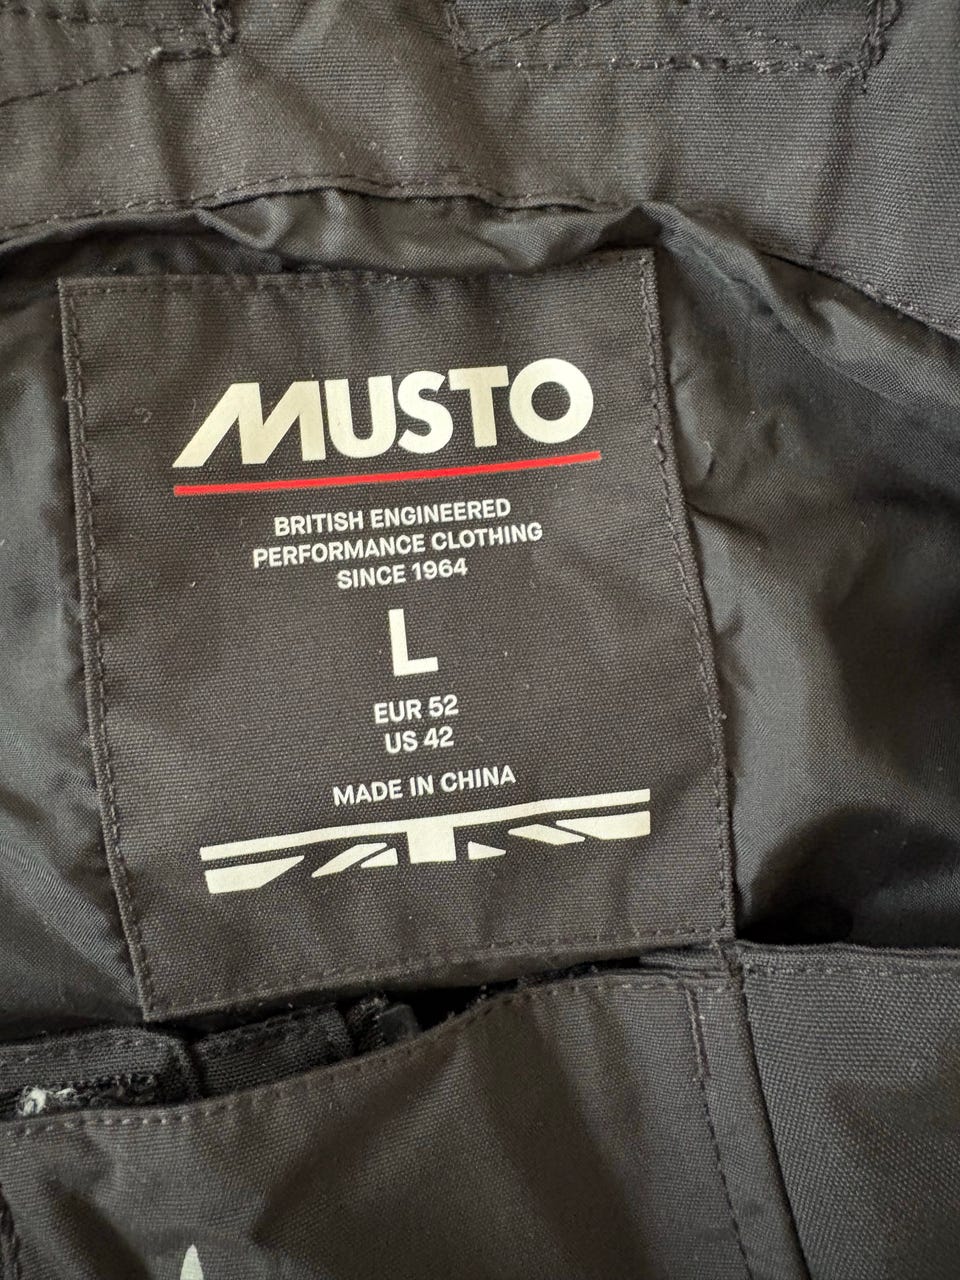 MUSTO
BRITISH ENGINEERED
PERFORMANCE CLOTHING
SINCE 1964
L
EUR 52
US 42
MADE IN CHINA